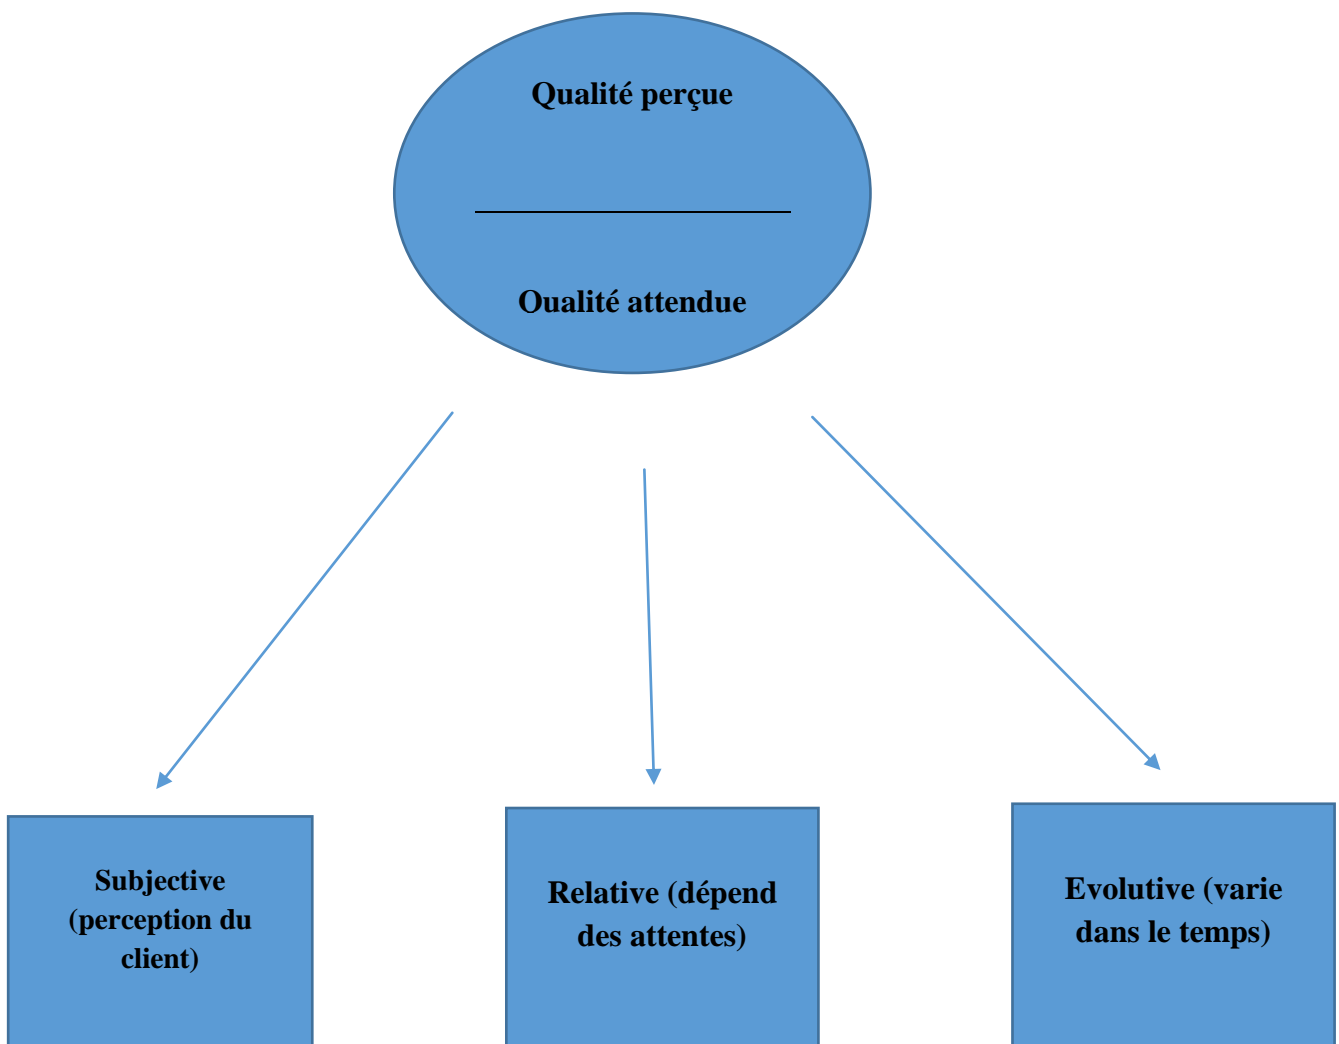 Qualité perçue
Oualité attendue
Subjective
(perception du
client)
Relative (dépend
des attentes)
Evolutive (varie
dans le temps)